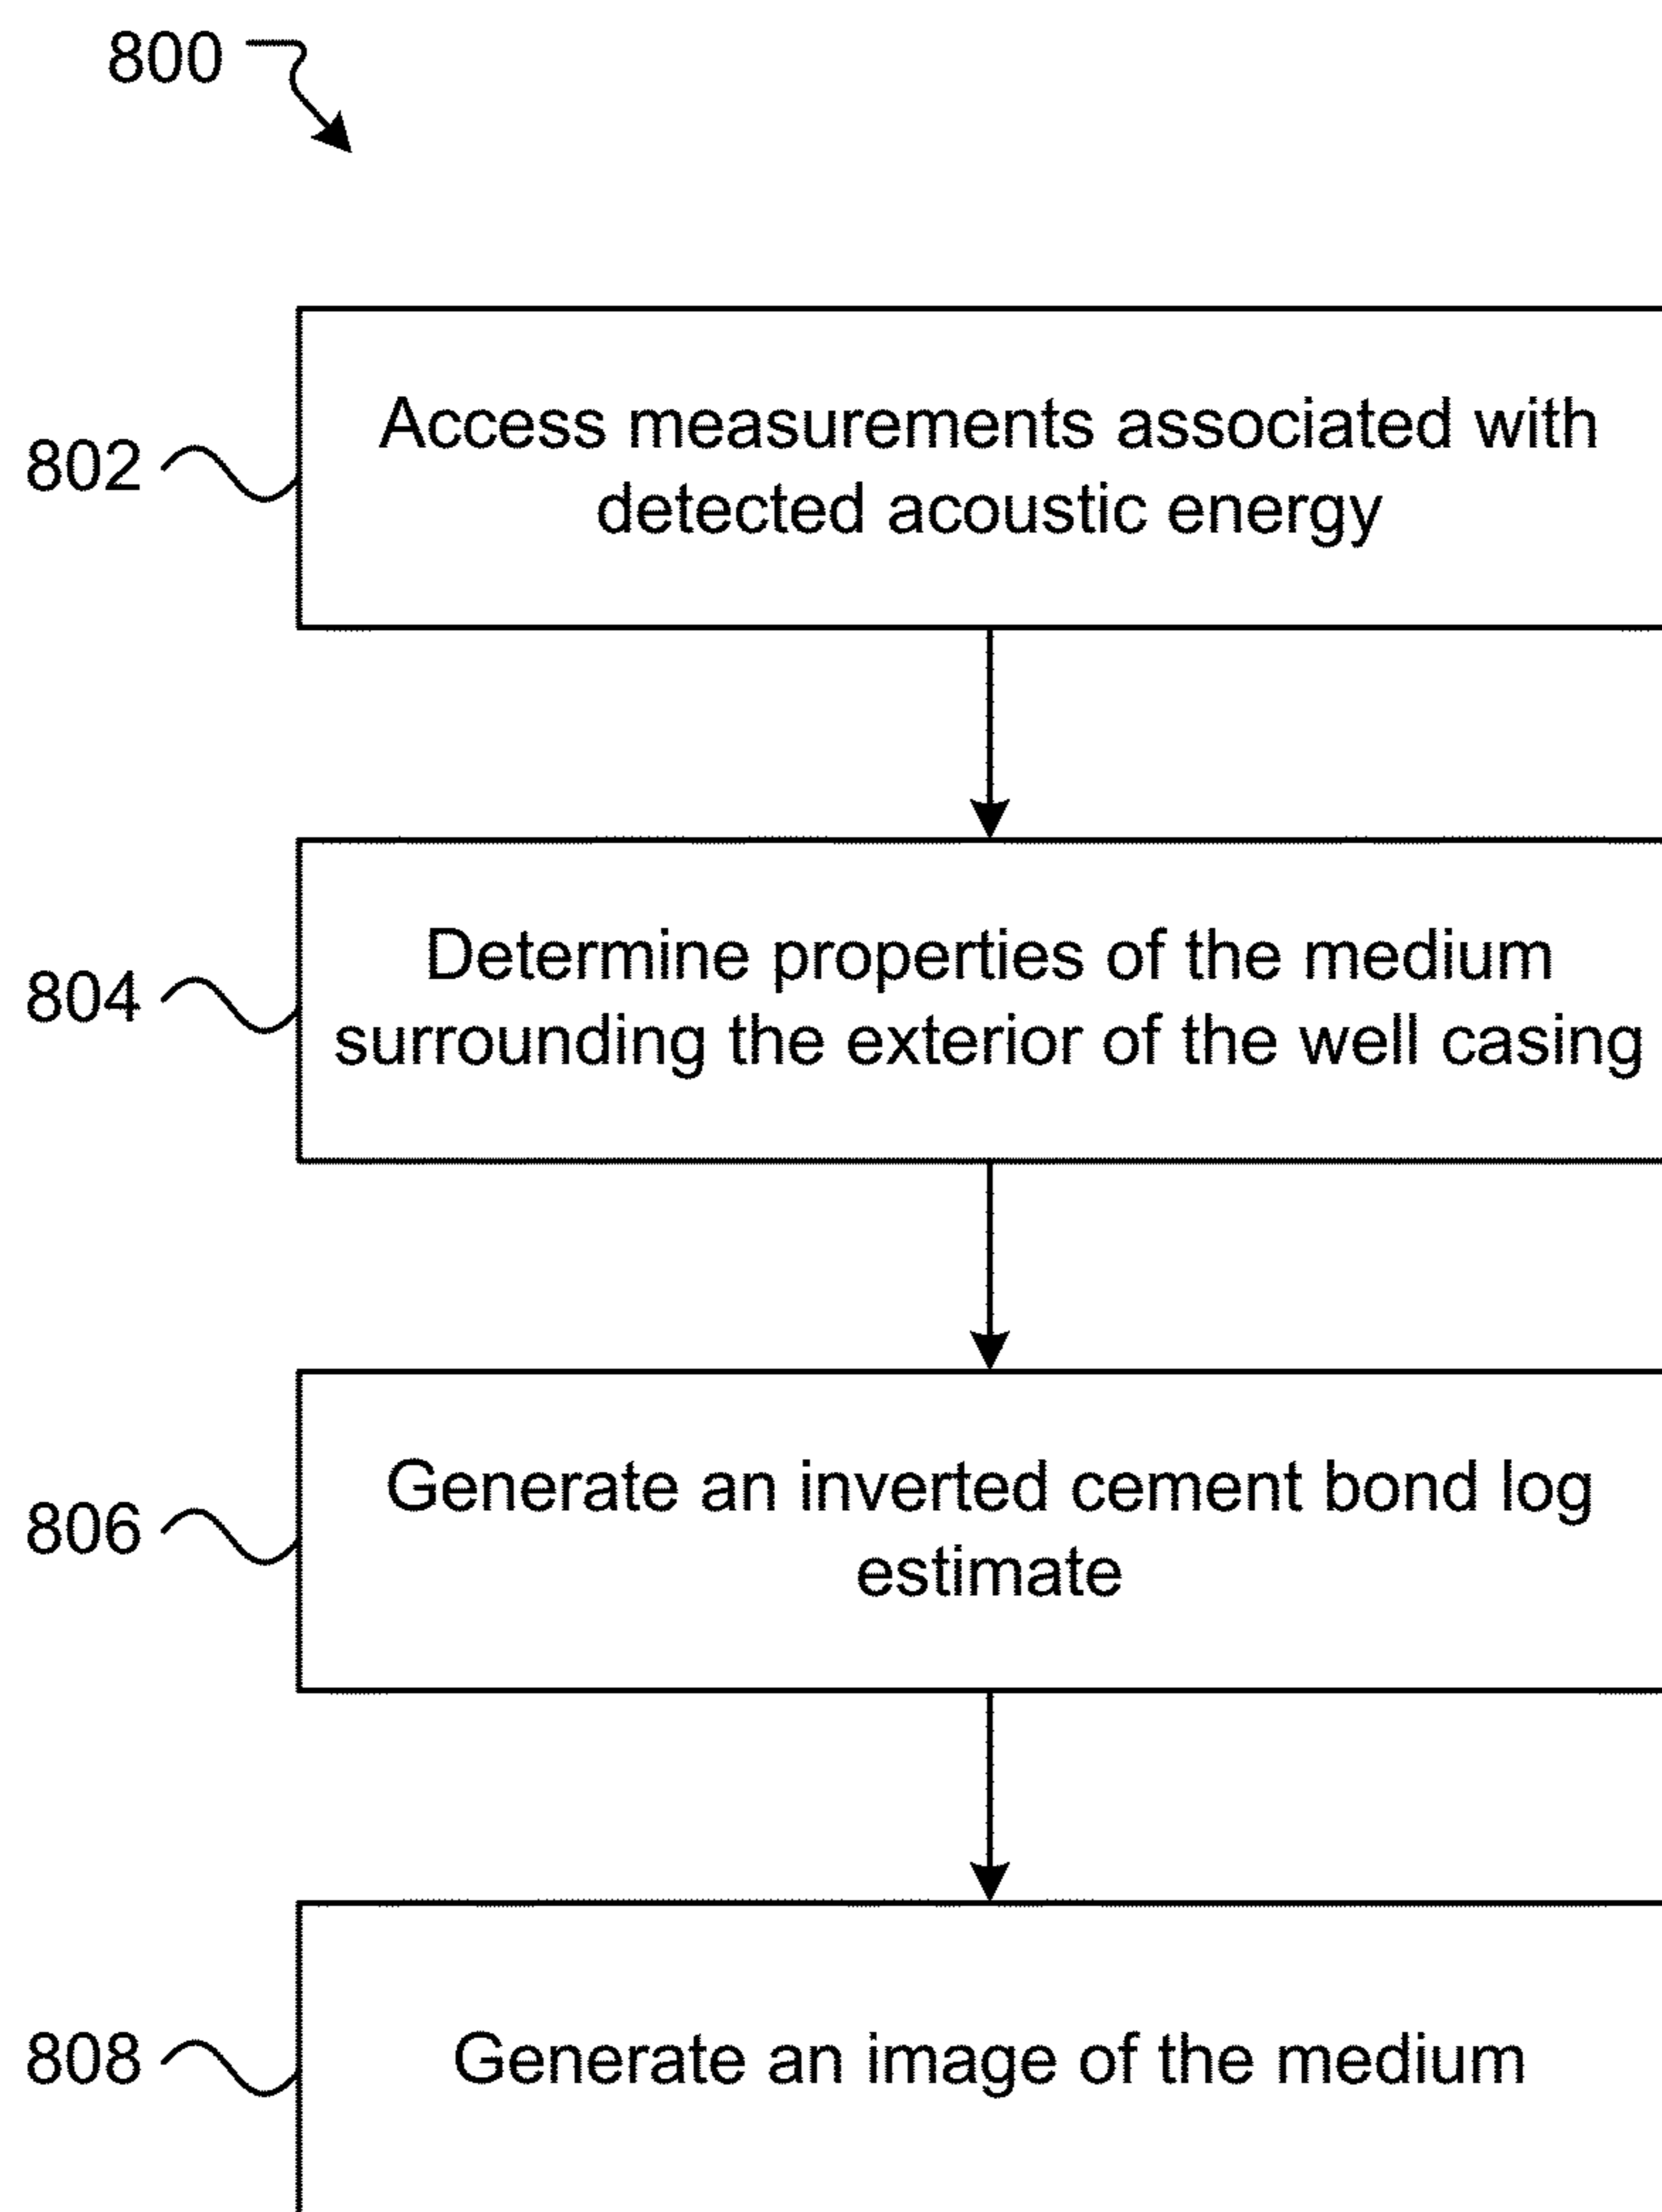 800
802
Access measurements associated with
detected acoustic energy
804
Determine properties of the medium
surrounding the exterior of the well casing
806
Generate an inverted cement bond log
estimate
808
Generate an image of the medium